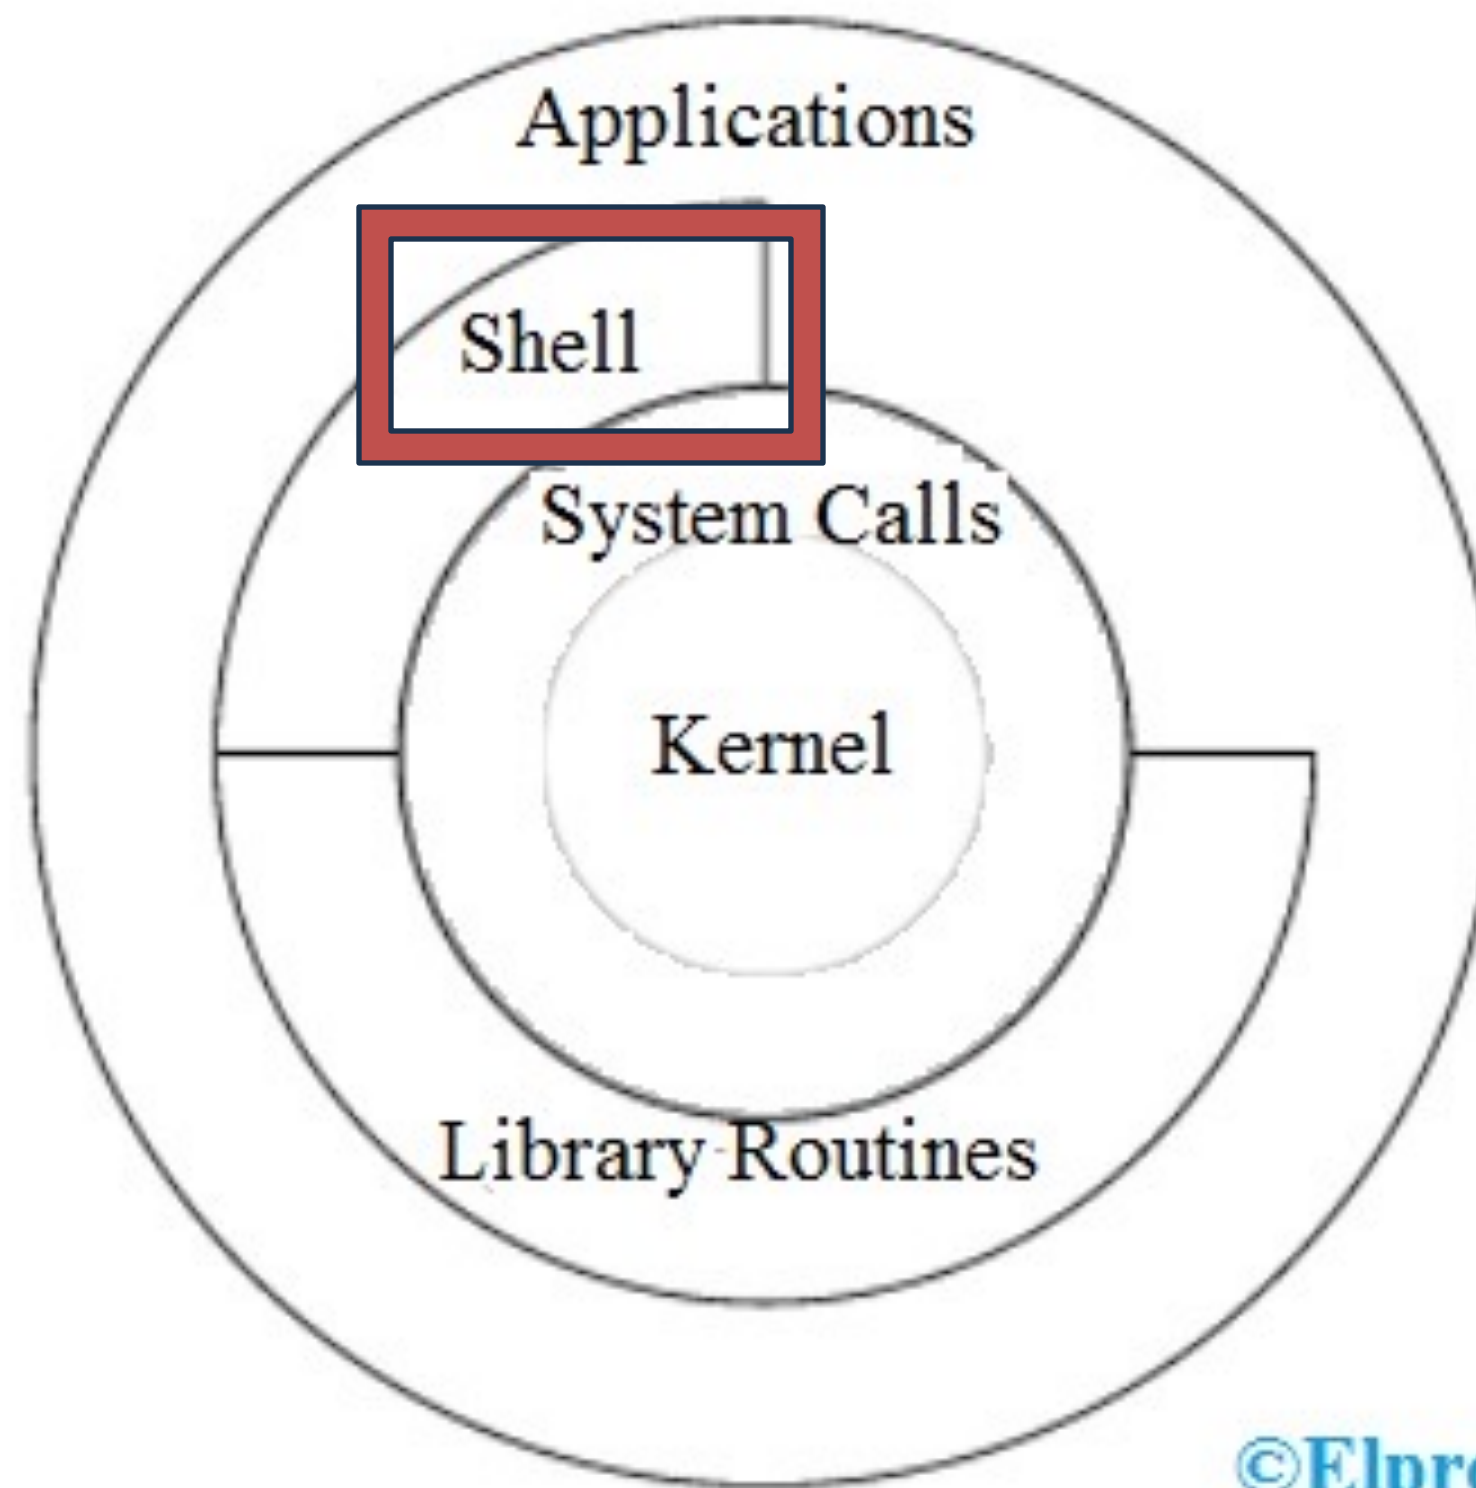 Applications
Shell
System Calls
Kernel
Library Routines